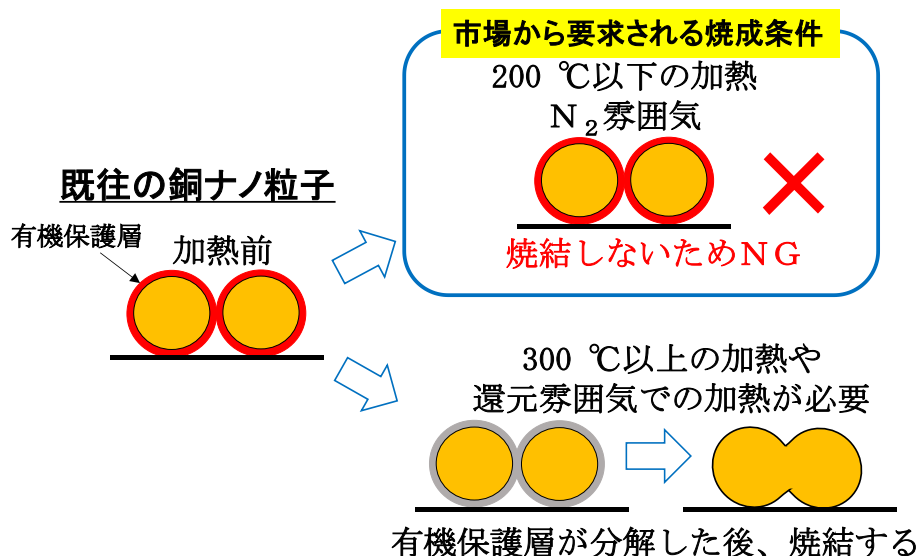 市場から要求される焼成条件
200 ℃以下の加熱
N₂雰囲気
焼結しないためNG
既往の銅ナノ粒子
有機保護層
加熱前
300 ℃以上の加熱や
還元雰囲気での加熱が必要
有機保護層が分解した後、焼結する